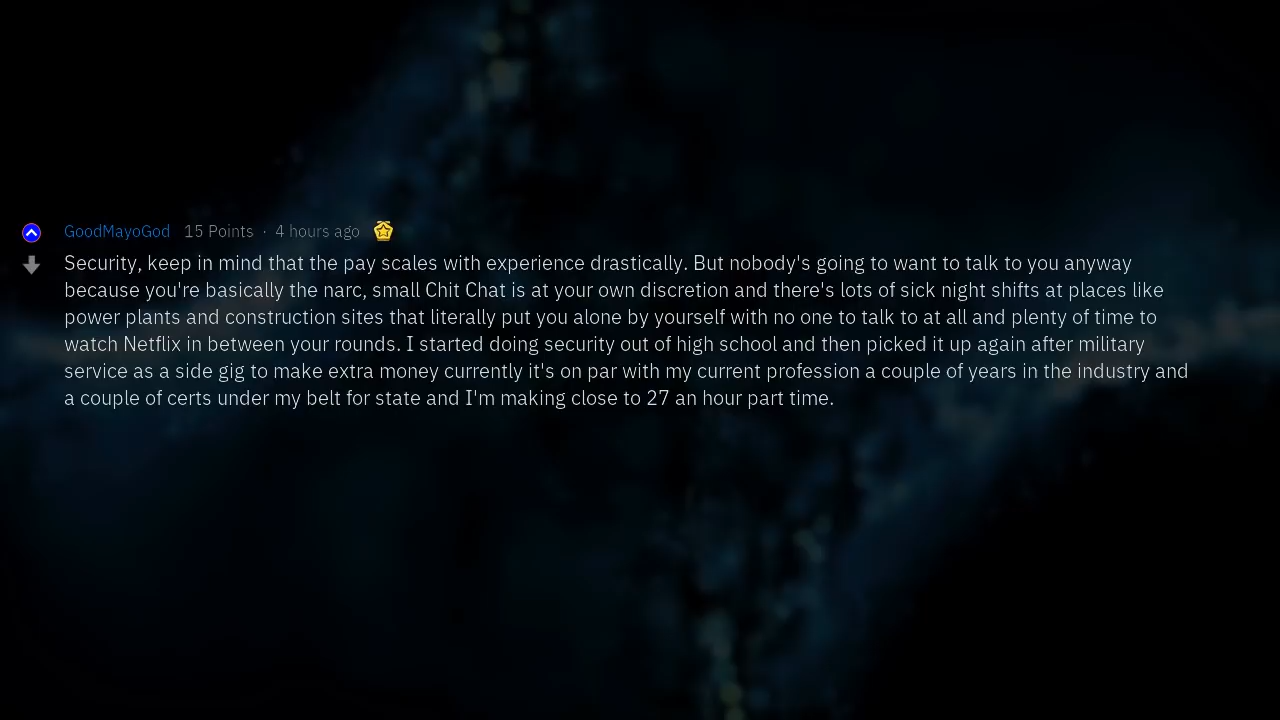 GoodMayoGod 15 Points · 4 hours ago
Security, keep in mind that the pay scales with experience drastically. But nobody's going to want to talk to you anyway
because you're basically the narc, small Chit Chat is at your own discretion and there's lots of sick night shifts at places like
power plants and construction sites that literally put you alone by yourself with no one to talk to at all and plenty of time to
watch Netflix in between your rounds. I started doing security out of high school and then picked it up again after military
service as a side gig to make extra money currently it's on par with my current profession a couple of years in the industry and
a couple of certs under my belt for state and I'm making close to 27 an hour part time.